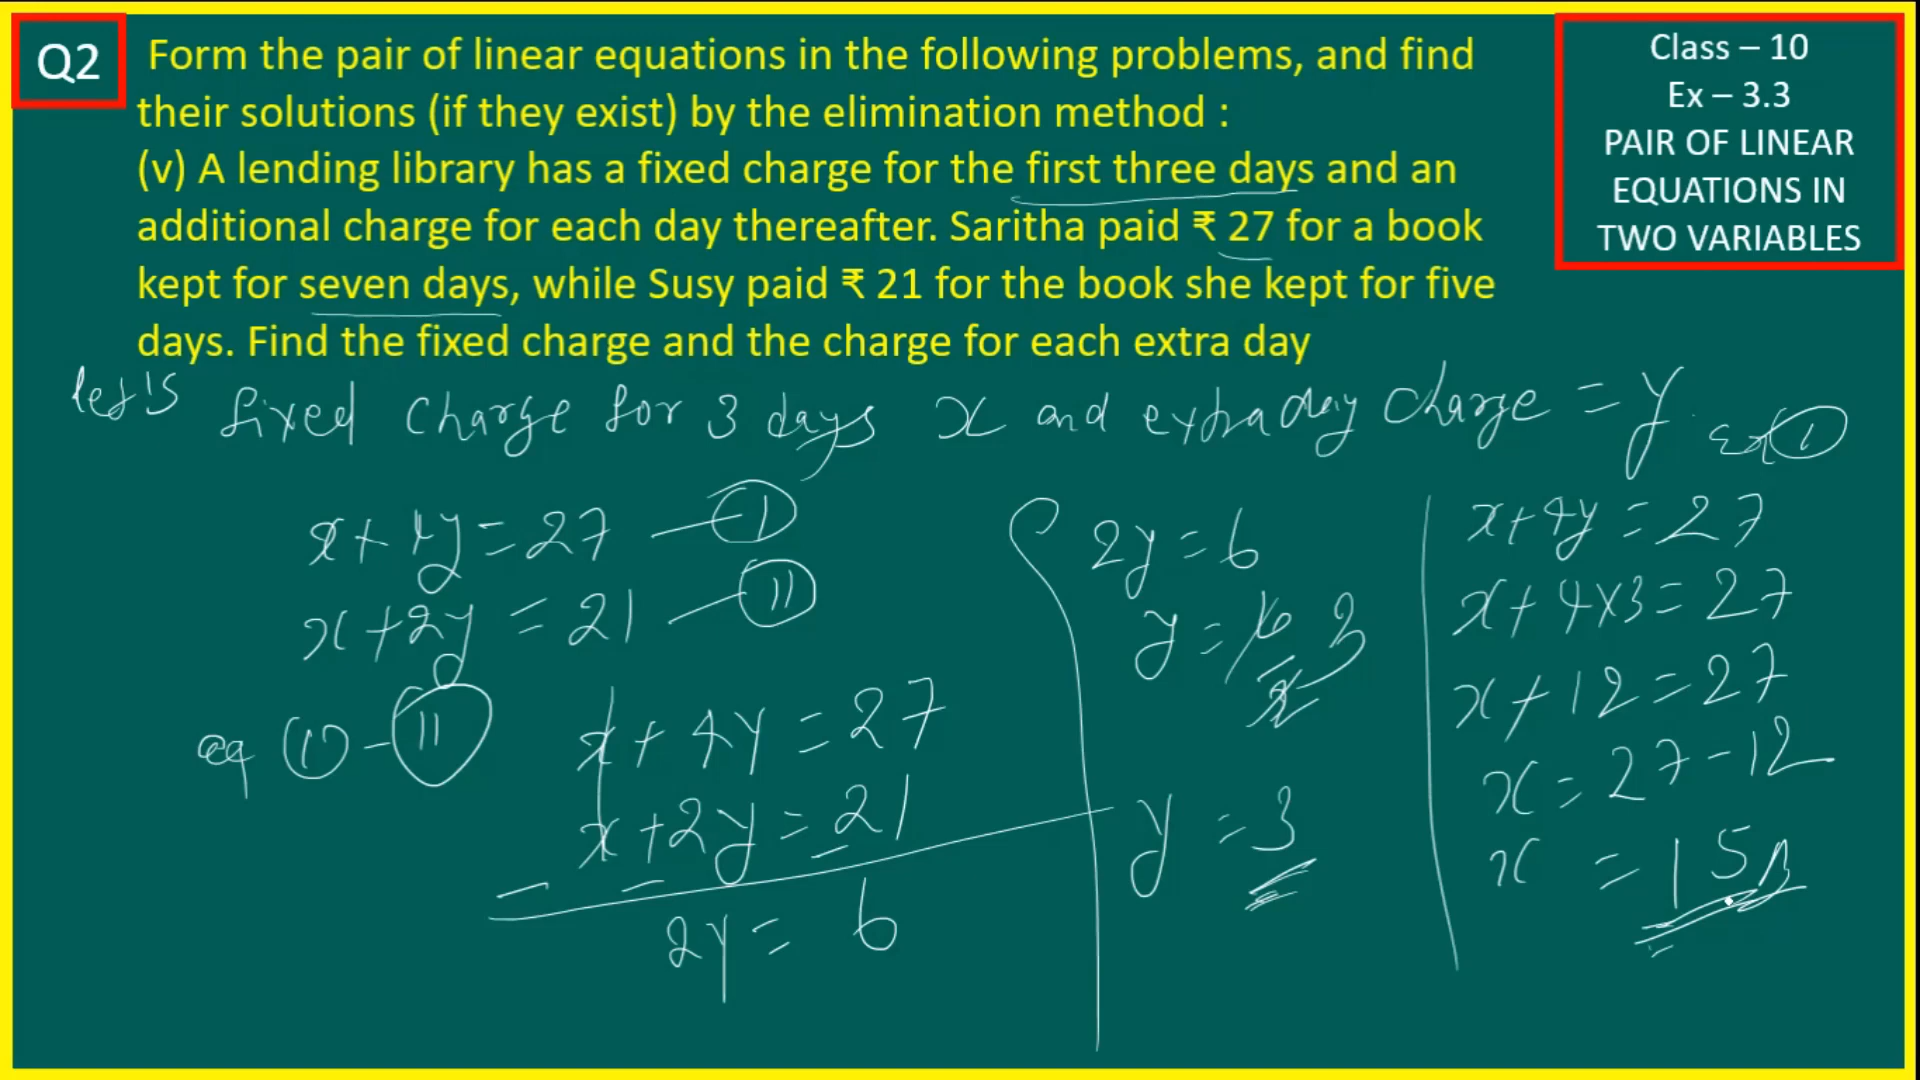 Q2
Form the pair of linear equations in the following problems, and find
their solutions (if they exist) by the elimination method :
(v) A lending library has a fixed charge for the first three days and an
additional charge for each day thereafter. Saritha paid ₹ 27 for a book
kept for seven days, while Susy paid ₹ 21 for the book she kept for five
days. Find the fixed charge and the charge for each extra day
Class – 10
Ex – 3.3
PAIR OF LINEAR
EQUATIONS IN
TWO VARIABLES
let's fixed charge for 3 days x and extra day charge = y
x + 4y = 27 — (I)
x + 2y = 21 — (II)
eq (I) - (II)
x + 4y = 27
x + 2y = 21
- - -
2y = 6
2y = 6
y = 6/2 3
y = 3
Eq (I)
x + 4y = 27
x + 4×3 = 27
x + 12 = 27
x = 27 - 12
x = 15